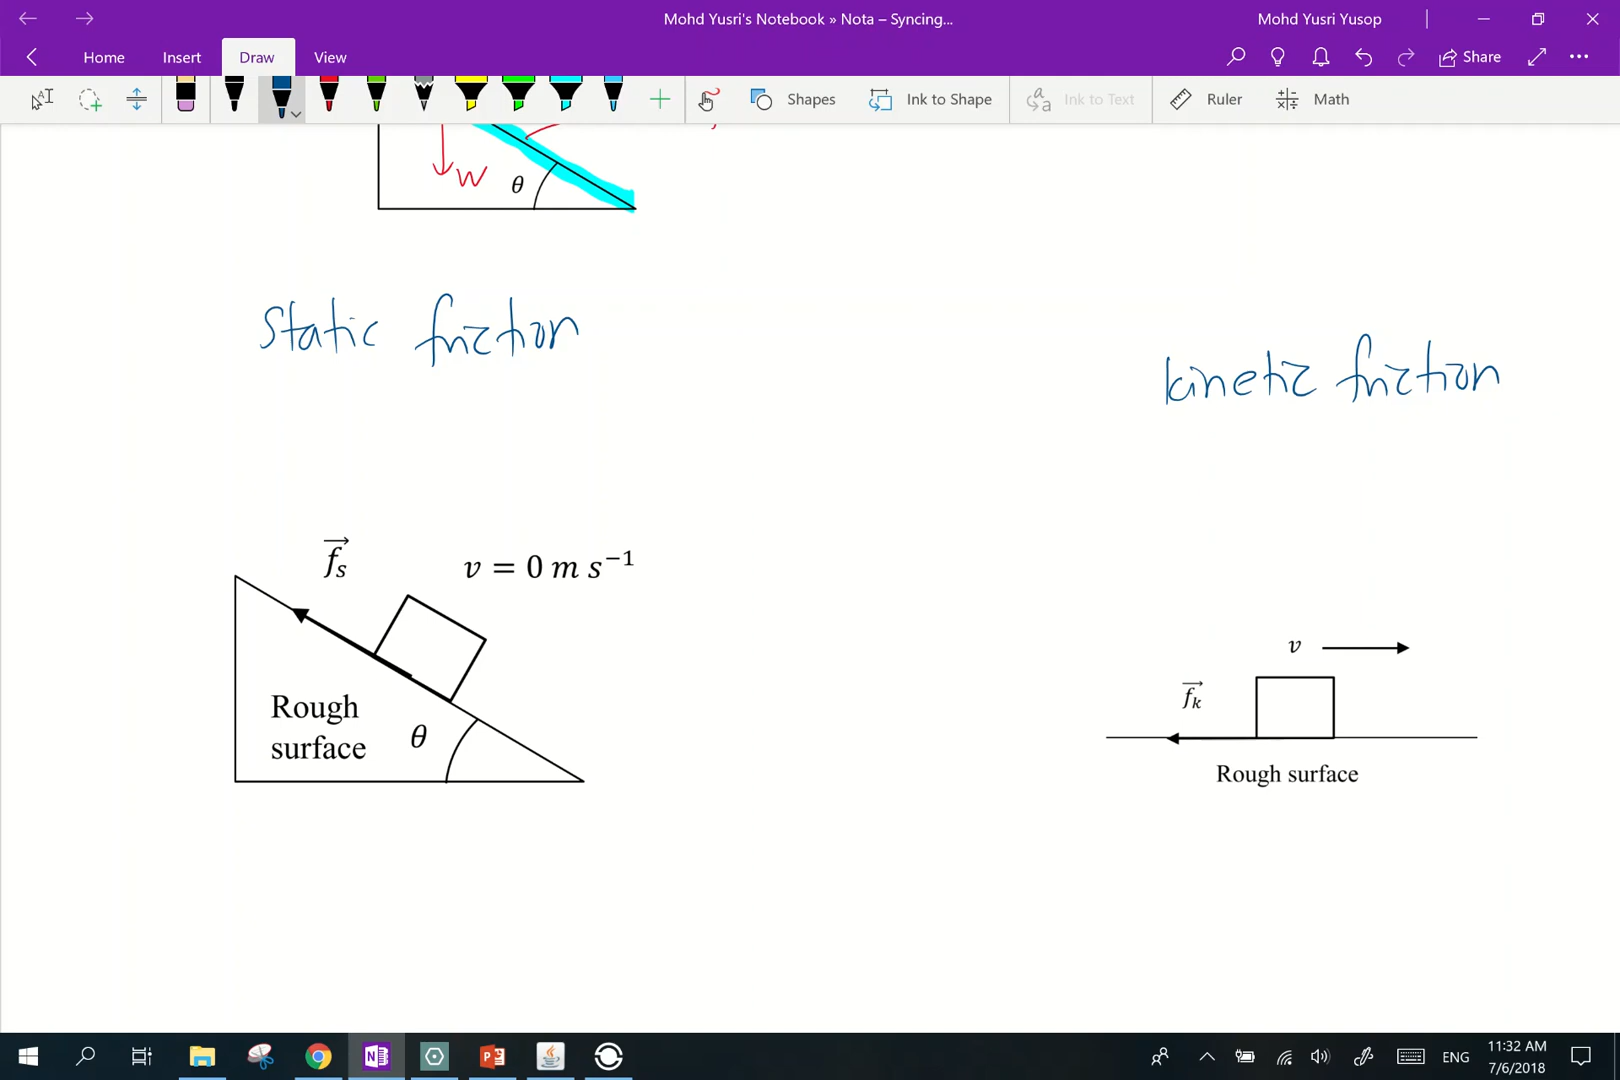 Mohd Yusri's Notebook » Nota – Syncing...
Mohd Yusri Yusop
Home Insert Draw View
Share
Shapes Ink to Shape Ink to Text Ruler Math
W
θ
Static friction
kinetic friction
f_s
v = 0 m s⁻¹
Rough
surface
θ
v
f_k
Rough surface
ENG
11:32 AM
7/6/2018